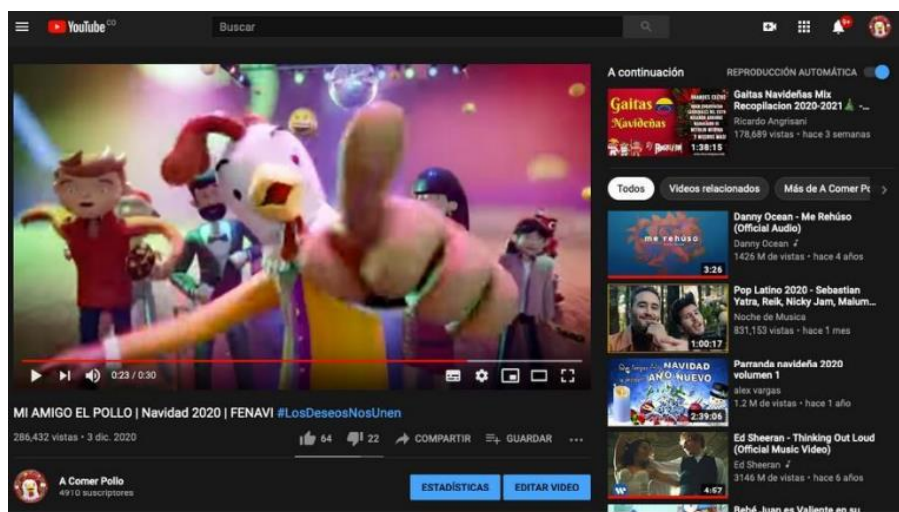 YouTube CO
Buscar
9+
0:23 / 0:30
MI AMIGO EL POLLO | Navidad 2020 | FENAVI #LosDeseosNosUnen
286,432 vistas • 3 dic. 2020
64 22 COMPARTIR GUARDAR
A Comer Pollo
4910 suscriptores
ESTADÍSTICAS EDITAR VIDEO
A continuación
REPRODUCCIÓN AUTOMÁTICA
Gaitas
Navideñas
1:38:15
Gaitas Navideñas Mix
Recopilacion 2020-2021 - ...
Ricardo Angrisani
178,689 vistas • hace 3 semanas
Todos Videos relacionados Más de A Comer Po
me rehúso
3:26
Danny Ocean - Me Rehúso
(Official Audio)
Danny Ocean
1426 M de vistas • hace 4 años
1:00:17
Pop Latino 2020 - Sebastian
Yatra, Reik, Nicky Jam, Malum...
Noche de Musica
831,153 vistas • hace 1 mes
NAVIDAD
AÑO NUEVO
2:39:06
Parranda navideña 2020
volumen 1
alex vargas
1.2 M de vistas • hace 1 año
4:57
Ed Sheeran - Thinking Out Loud
(Official Music Video)
Ed Sheeran
3146 M de vistas • hace 6 años
Bebé Juan es Valiente en su